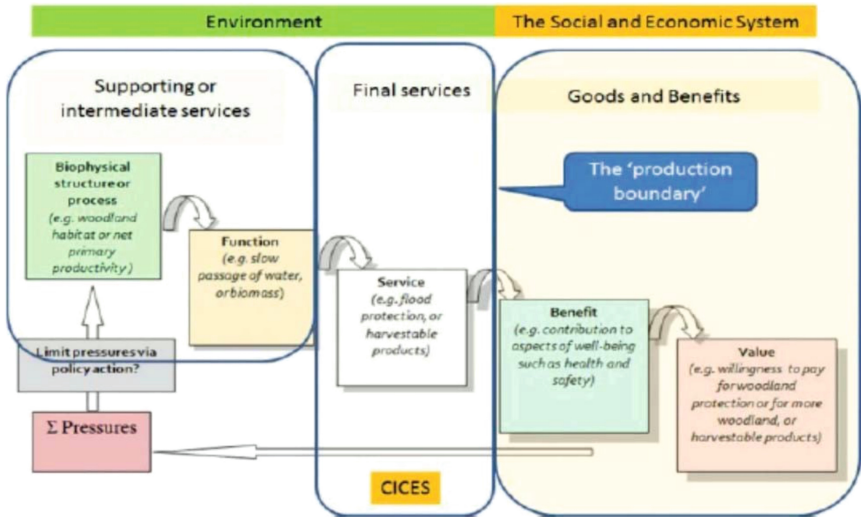 Environment
The Social and Economic System
Supporting or
intermediate services
Final services
Goods and Benefits
The 'production
boundary'
Biophysical
structure or
process
(e.g. woodland
habitat or net
primary
productivity)
Function
(e.g. slow
passage of water,
orbiomass)
Service
(e.g. flood
protection, or
harvestable
products)
Benefit
(e.g. contribution to
aspects of well-being
such as health and
safety)
Value
(e.g. willingness to pay
for woodland
protection or for more
woodland, or
harvestable products)
Limit pressures via
policy action?
Σ Pressures
CICES